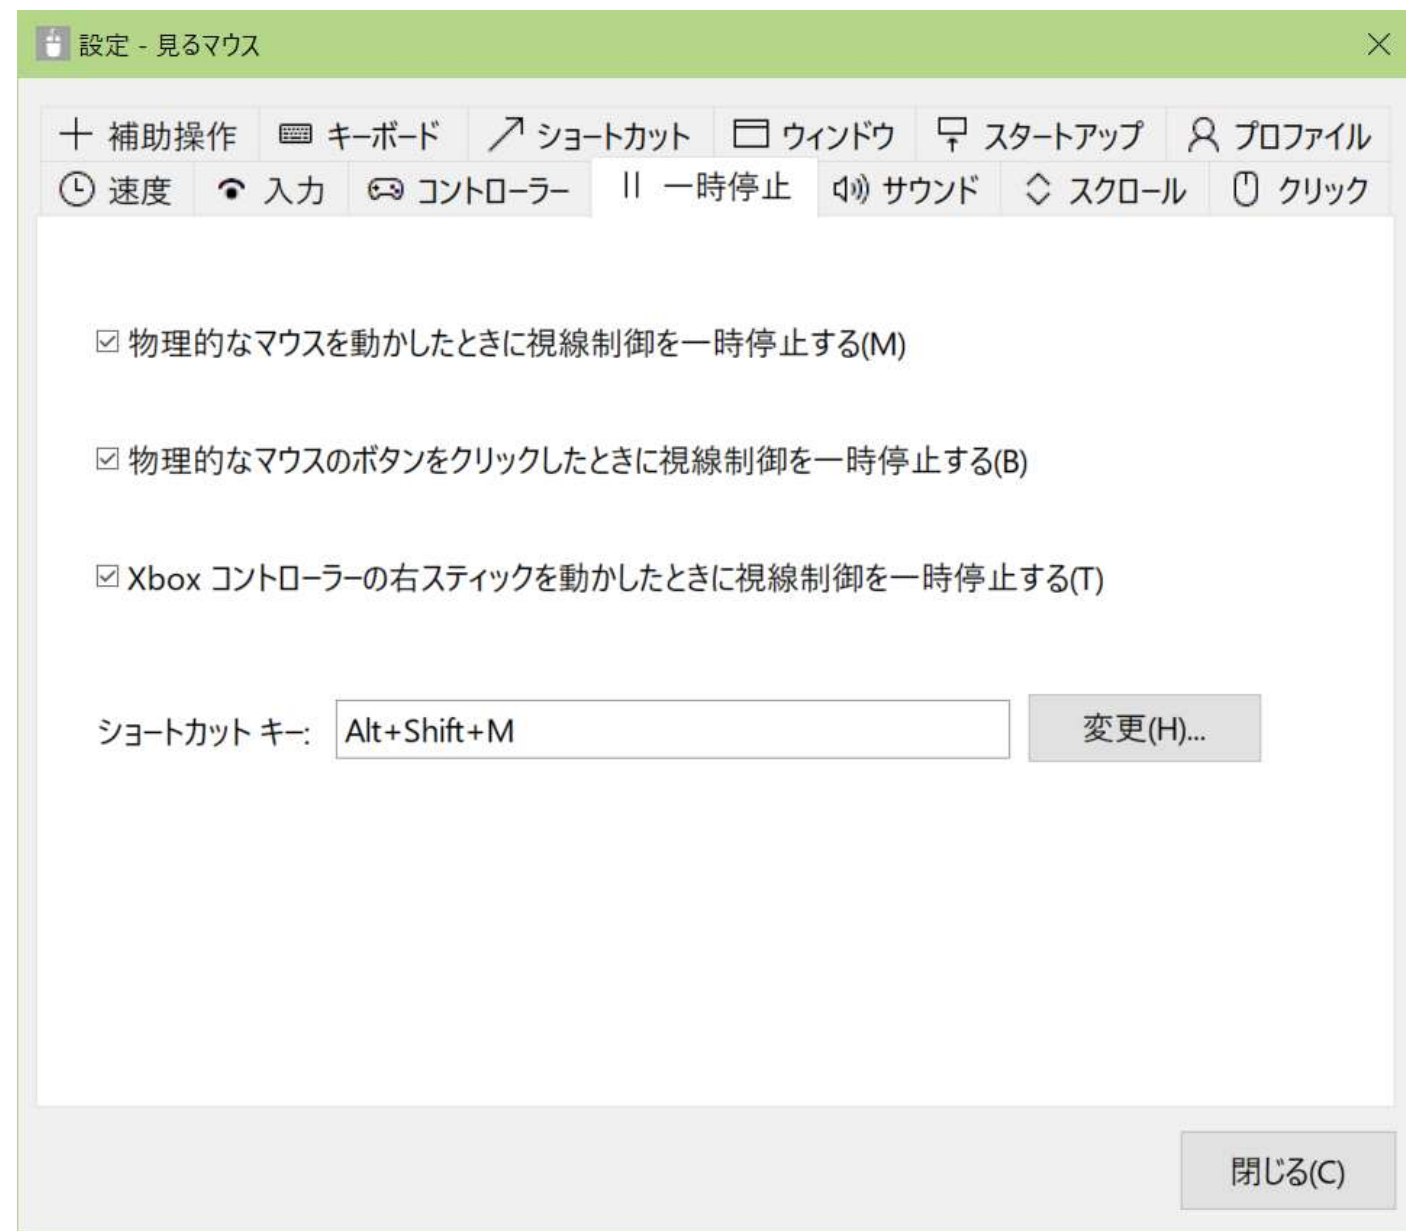 設定 - 見るマウス
補助操作 キーボード ショートカット ウィンドウ スタートアップ プロファイル
速度 入力 コントローラー 一時停止 サウンド スクロール クリック
物理的なマウスを動かしたときに視線制御を一時停止する(M)
物理的なマウスのボタンをクリックしたときに視線制御を一時停止する(B)
Xbox コントローラーの右スティックを動かしたときに視線制御を一時停止する(T)
ショートカット キー: Alt+Shift+M 変更(H)...
閉じる(C)